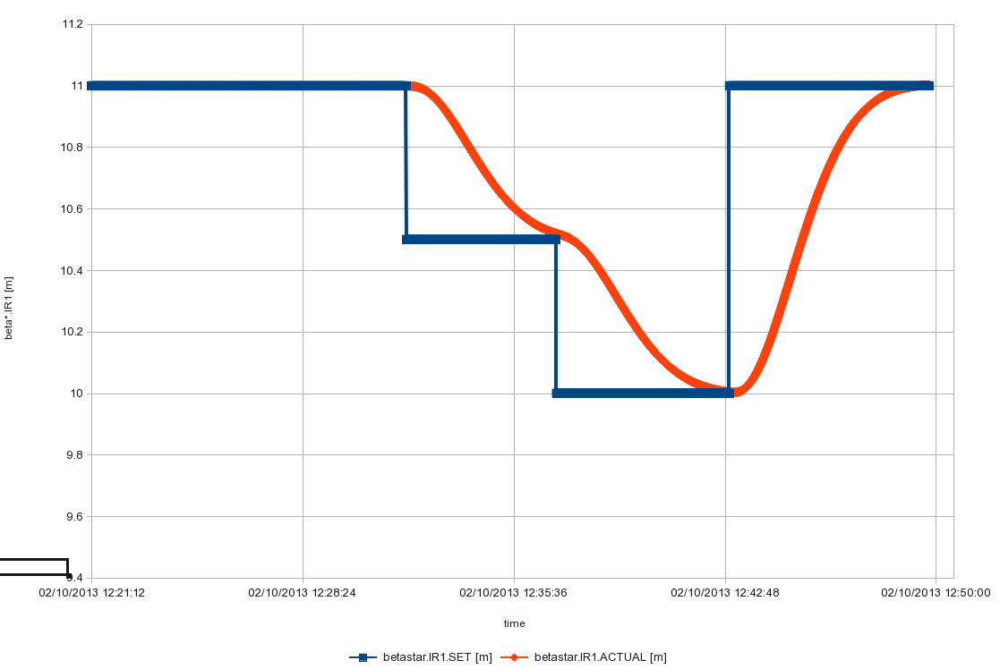 11.2
11
10.8
10.6
10.4
10.2
10
9.8
9.6
9.4
beta*.IR1 [m]
02/10/2013 12:21:12 02/10/2013 12:28:24 02/10/2013 12:35:36 02/10/2013 12:42:48 02/10/2013 12:50:00
time
betastar.IR1.SET [m] betastar.IR1.ACTUAL [m]